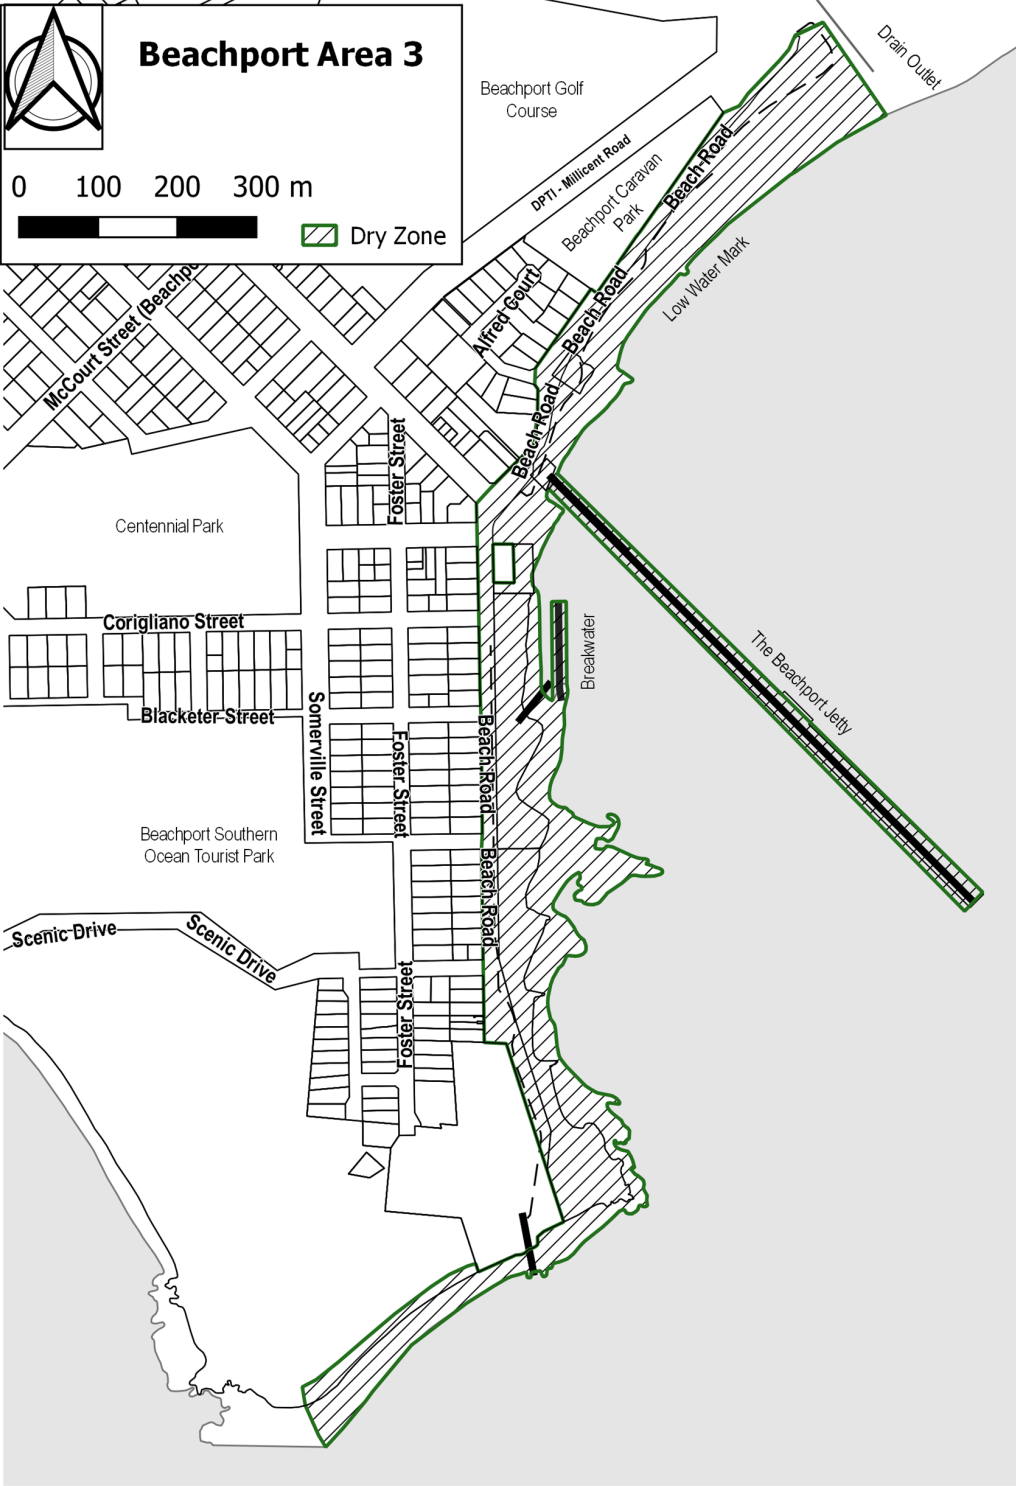 Beachport Area 3
0 100 200 300 m
Dry Zone
Drain Outlet
Beachport Golf
Course
DPTI - Millicent Road
Beachport Caravan
Park
Beach Road
Low Water Mark
Beach Road
Alfred Court
McCourt Street (Beachpo
Beach Road
Foster Street
Centennial Park
Corigliano Street
Breakwater
The Beachport Jetty
Blacketer Street
Somerville Street
Foster Street
Beach Road
Beachport Southern
Ocean Tourist Park
Beach Road
Scenic Drive
Scenic Drive
Foster Street